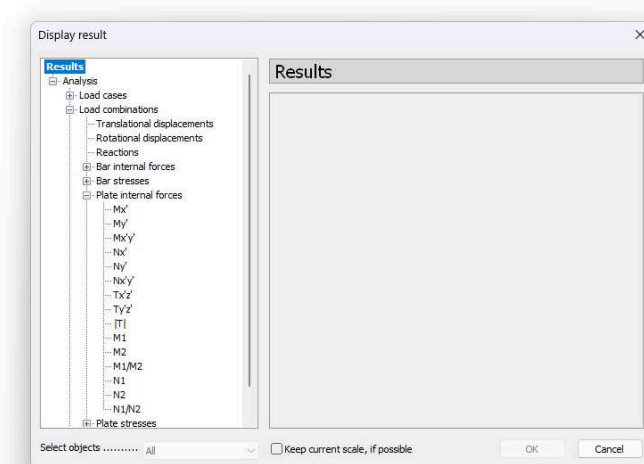 Display result
Results
Analysis
Load cases
Load combinations
Translational displacements
Rotational displacements
Reactions
Bar internal forces
Bar stresses
Plate internal forces
Mx'
My'
Mx'y'
Nx'
Ny'
Nx'y'
Tx'z'
Ty'z'
|T|
M1
M2
M1/M2
N1
N2
N1/N2
Plate stresses
Results
Select objects .......... All
Keep current scale, if possible
OK
Cancel